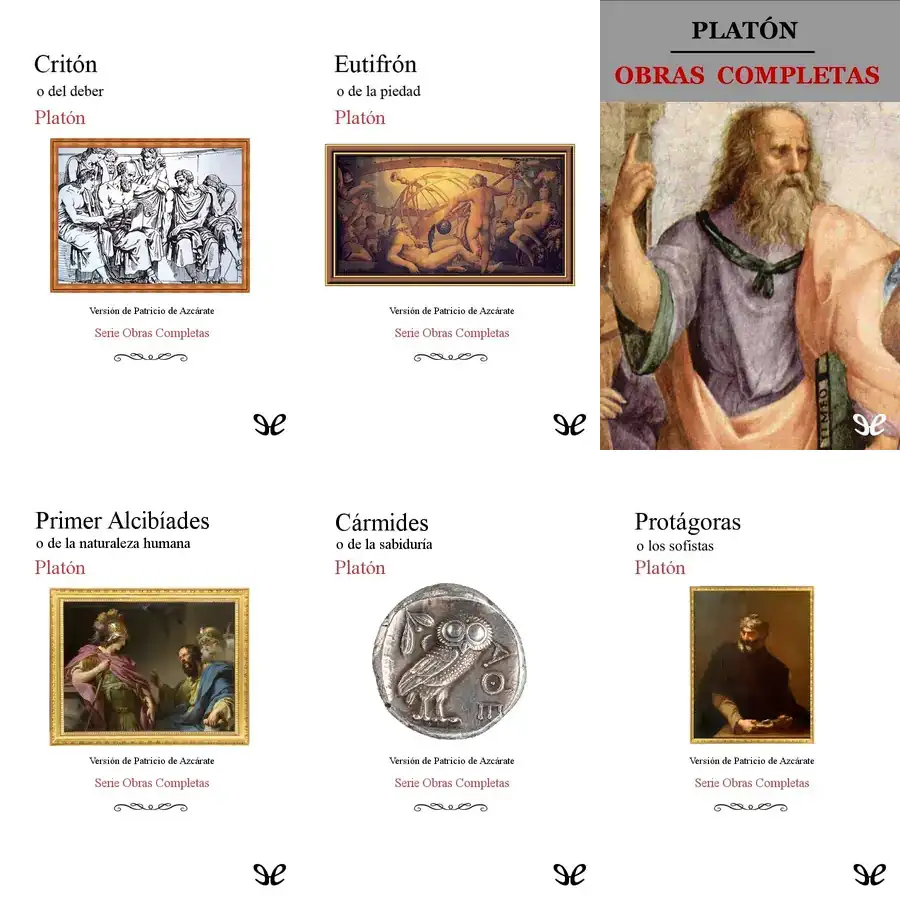 Critón
o del deber
Platón
Versión de Patricio de Azcárate
Serie Obras Completas
Eutifrón
o de la piedad
Platón
Versión de Patricio de Azcárate
Serie Obras Completas
PLATÓN
OBRAS COMPLETAS
TIMEO
Primer Alcibíades
o de la naturaleza humana
Platón
Versión de Patricio de Azcárate
Serie Obras Completas
Cármides
o de la sabiduría
Platón
ΑΘΕ
Versión de Patricio de Azcárate
Serie Obras Completas
Protágoras
o los sofistas
Platón
Versión de Patricio de Azcárate
Serie Obras Completas